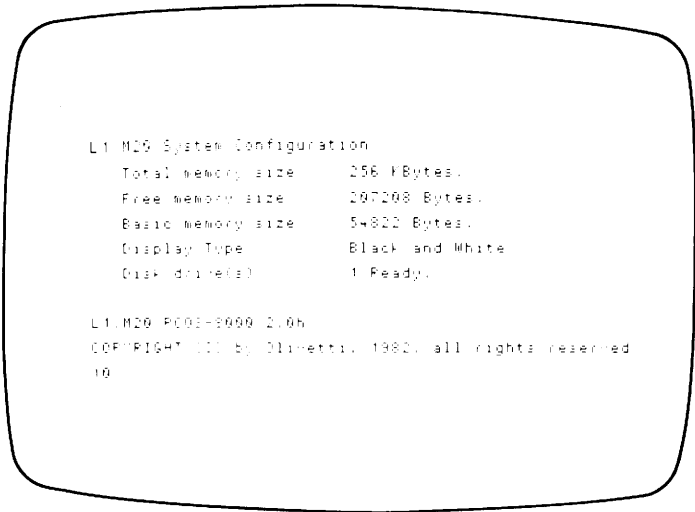 L1 M20 System Configuration
Total memory size 256 KBytes.
Free memory size 207208 Bytes.
Basic memory size 54822 Bytes.
Display Type Black and White
Disk drive(s) 1 Ready.
L1.M20 PCOS-8000 2.0h
COPYRIGHT (C) by Olivetti, 1982, all rights reserved